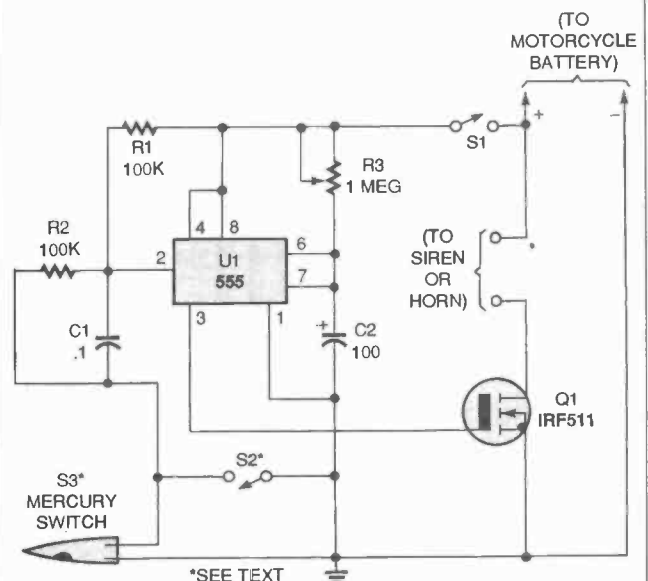 (TO
MOTORCYCLE
BATTERY)
+
−
S1
R1
100K
R3
1 MEG
R2
100K
4
8
6
2
U1
555
7
3
1
(TO
SIREN
OR
HORN)
C1
.1
+
C2
100
Q1
IRF511
S2*
S3*
MERCURY
SWITCH
*SEE TEXT